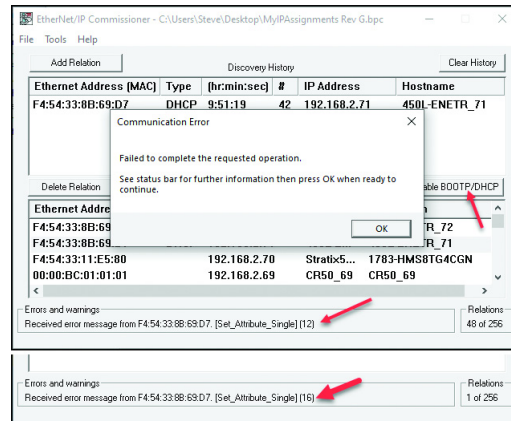 EtherNet/IP Commissioner - C:\Users\Steve\Desktop\MyIPAssignments Rev G.bpc
File Tools Help
Add Relation Discovery History Clear History
Ethernet Address (MAC) Type (hr:min:sec) # IP Address Hostname
F4:54:33:8B:69:D7 DHCP 9:51:19 42 192.168.2.71 450L-ENETR_71
Communication Error
Failed to complete the requested operation.
See status bar for further information then press OK when ready to
continue.
OK
Delete Relation able BOOTP/DHCP
Ethernet Addre
F4:54:33:8B:69 TR_72
F4:54:33:8B:69 TR_71
F4:54:33:11:E5:80 192.168.2.70 Stratix5... 1783-HMS8TG4CGN
00:00:BC:01:01:01 192.168.2.69 CR50_69 CR50_69
Errors and warnings Relations
Received error message from F4:54:33:8B:69:D7. [Set_Attribute_Single] (12) 48 of 256
Errors and warnings Relations
Received error message from F4:54:33:8B:69:D7. [Set_Attribute_Single] (16) 1 of 256